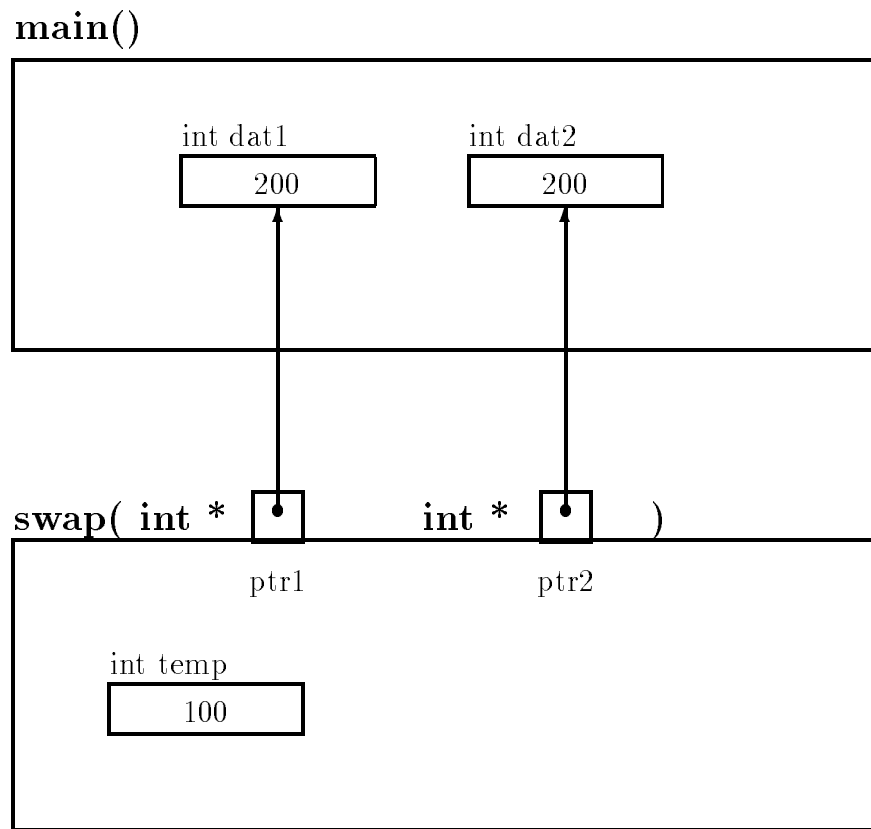 main()
int dat1 int dat2
200 200
swap( int * int * )
ptr1 ptr2
int temp
100